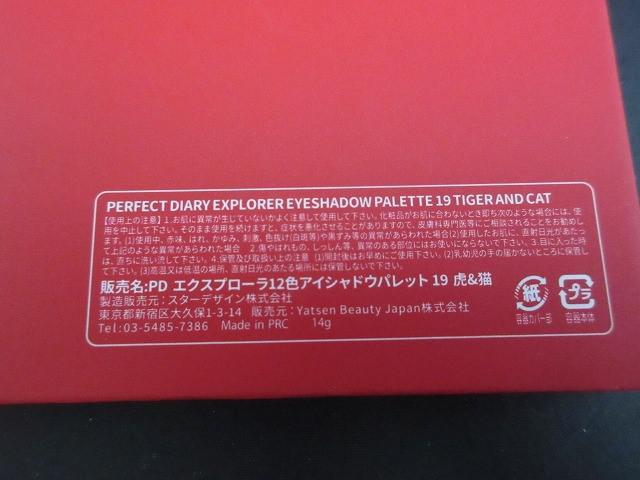 PERFECT DIARY EXPLORER EYESHADOW PALETTE 19 TIGER AND CAT
【使用上の注意】1.お肌に異常が生じていないかよく注意して使用して下さい。化粧品がお肌に合わないとき即ち次のような場合には、使
用を中止して下さい。そのまま使用を続けますと、症状を悪化させることがありますので、皮膚科専門医等にご相談されることをお勧めし
ます。(1)使用中、赤味、はれ、かゆみ、刺激、色抜け(白斑等)や黒ずみ等の異常があらわれた場合(2)使用したお肌に、直射日光があたっ
て上記のような異常があらわれた場合 2.傷やはれもの、しっしん等、異常のある部位にはお使いにならないで下さい。3.目に入った時
は、直ちに洗い流して下さい。4.保管及び取扱い上の注意 (1)開封後はお早めにご使用下さい。(2)乳幼児の手の届かないところに保管し
て下さい。(3)高温又は低温の場所、直射日光のあたる場所には保管しないで下さい。
販売名:PD エクスプローラ12色アイシャドウパレット 19 虎&猫
製造販売元：スターデザイン株式会社
東京都新宿区大久保1-3-14 販売元：Yatsen Beauty Japan株式会社
Tel:03-5485-7386 Made in PRC 14g
紙
容器カバー部
プラ
容器本体